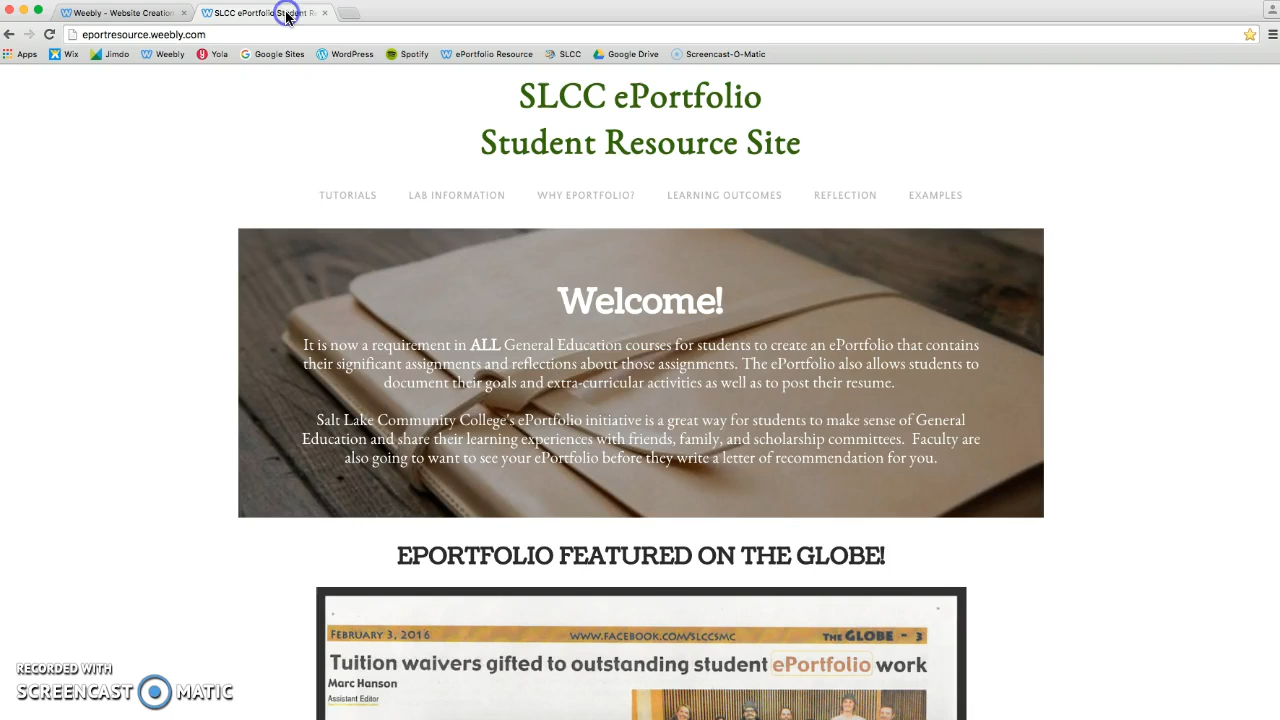 Weebly - Website Creation
SLCC ePortfolio Student Re
eportresource.weebly.com
Apps Wix Jimdo Weebly Yola Google Sites WordPress Spotify ePortfolio Resource SLCC Google Drive Screencast-O-Matic
SLCC ePortfolio
Student Resource Site
TUTORIALS LAB INFORMATION WHY EPORTFOLIO? LEARNING OUTCOMES REFLECTION EXAMPLES
Welcome!
It is now a requirement in ALL General Education courses for students to create an ePortfolio that contains
their significant assignments and reflections about those assignments. The ePortfolio also allows students to
document their goals and extra-curricular activities as well as to post their resume.
Salt Lake Community College's ePortfolio initiative is a great way for students to make sense of General
Education and share their learning experiences with friends, family, and scholarship committees. Faculty are
also going to want to see your ePortfolio before they write a letter of recommendation for you.
EPORTFOLIO FEATURED ON THE GLOBE!
FEBRUARY 3, 2016 WWW.FACEBOOK.COM/SLCCSMC THE GLOBE - 3
Tuition waivers gifted to outstanding student ePortfolio work
Marc Hanson
Assistant Editor
RECORDED WITH
SCREENCAST MATIC